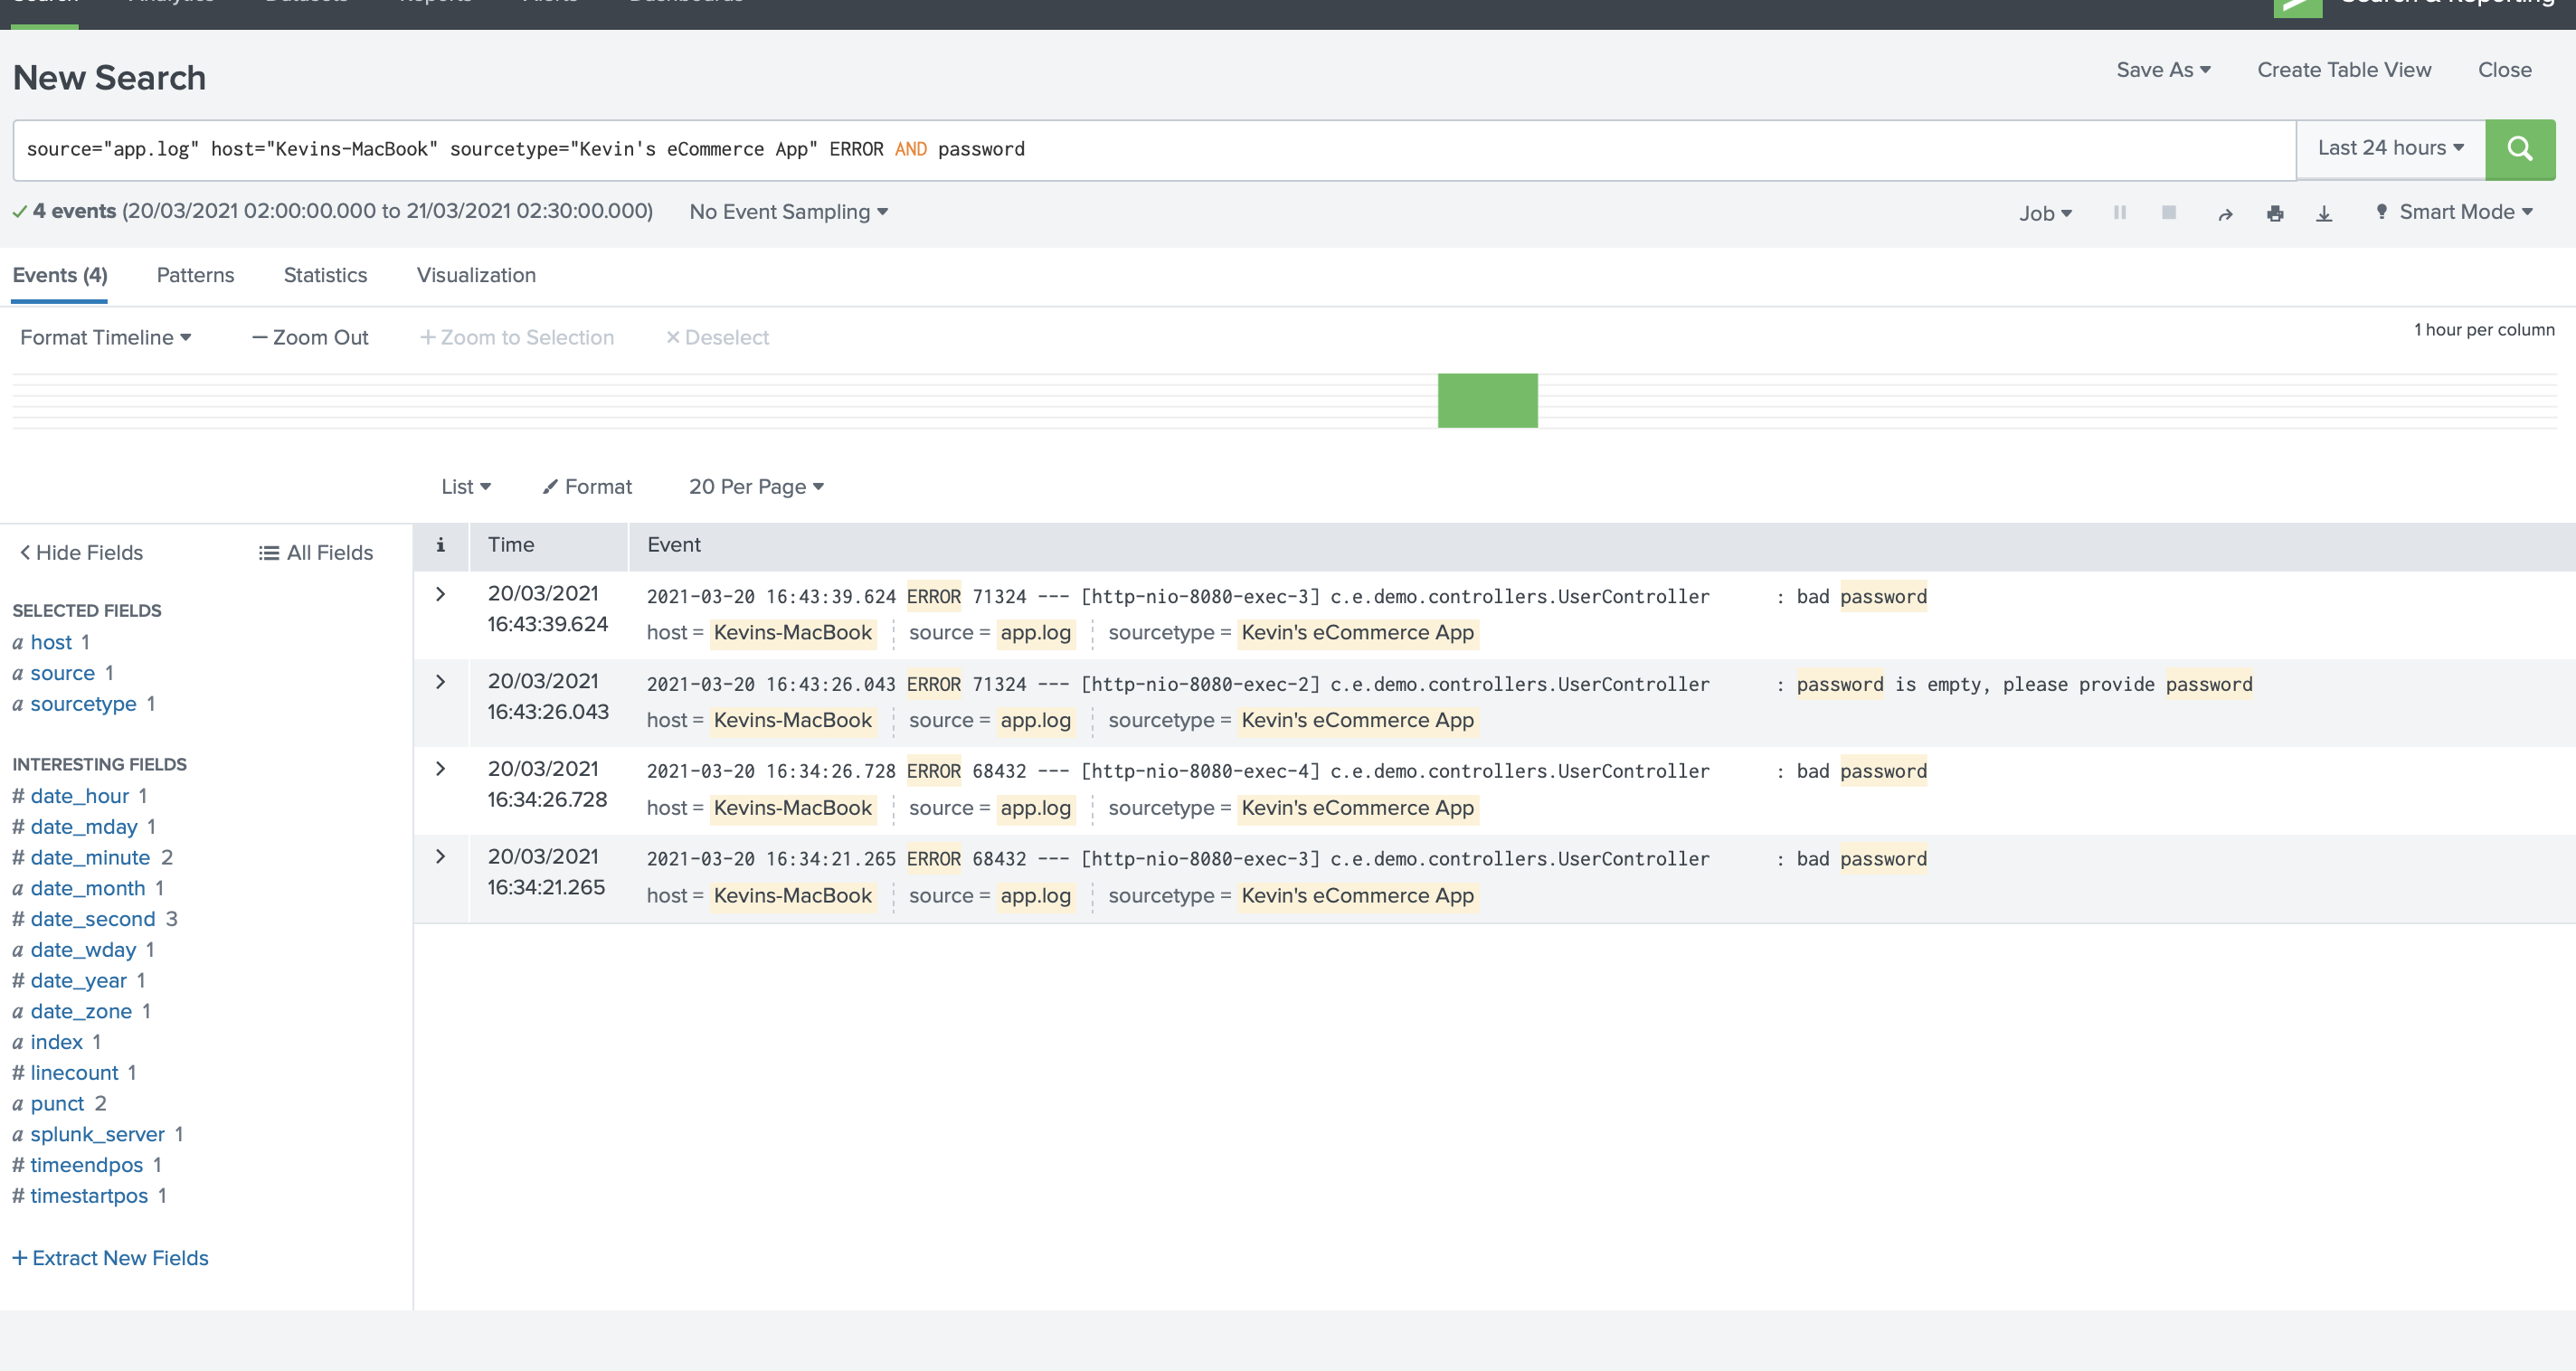 Search Analytics Datasets Reports Alerts Dashboards Search & Reporting
New Search
Save As Create Table View Close
source="app.log" host="Kevins-MacBook" sourcetype="Kevin's eCommerce App" ERROR AND password
Last 24 hours
4 events (20/03/2021 02:00:00.000 to 21/03/2021 02:30:00.000) No Event Sampling
Job Smart Mode
Events (4) Patterns Statistics Visualization
Format Timeline — Zoom Out + Zoom to Selection × Deselect
1 hour per column
List Format 20 Per Page
< Hide Fields All Fields
SELECTED FIELDS
a host 1
a source 1
a sourcetype 1
INTERESTING FIELDS
# date_hour 1
# date_mday 1
# date_minute 2
a date_month 1
# date_second 3
a date_wday 1
# date_year 1
a date_zone 1
a index 1
# linecount 1
a punct 2
a splunk_server 1
# timeendpos 1
# timestartpos 1
+ Extract New Fields
i Time Event
20/03/2021
16:43:39.624
2021-03-20 16:43:39.624 ERROR 71324 --- [http-nio-8080-exec-3] c.e.demo.controllers.UserController : bad password
host = Kevins-MacBook source = app.log sourcetype = Kevin's eCommerce App
20/03/2021
16:43:26.043
2021-03-20 16:43:26.043 ERROR 71324 --- [http-nio-8080-exec-2] c.e.demo.controllers.UserController : password is empty, please provide password
host = Kevins-MacBook source = app.log sourcetype = Kevin's eCommerce App
20/03/2021
16:34:26.728
2021-03-20 16:34:26.728 ERROR 68432 --- [http-nio-8080-exec-4] c.e.demo.controllers.UserController : bad password
host = Kevins-MacBook source = app.log sourcetype = Kevin's eCommerce App
20/03/2021
16:34:21.265
2021-03-20 16:34:21.265 ERROR 68432 --- [http-nio-8080-exec-3] c.e.demo.controllers.UserController : bad password
host = Kevins-MacBook source = app.log sourcetype = Kevin's eCommerce App